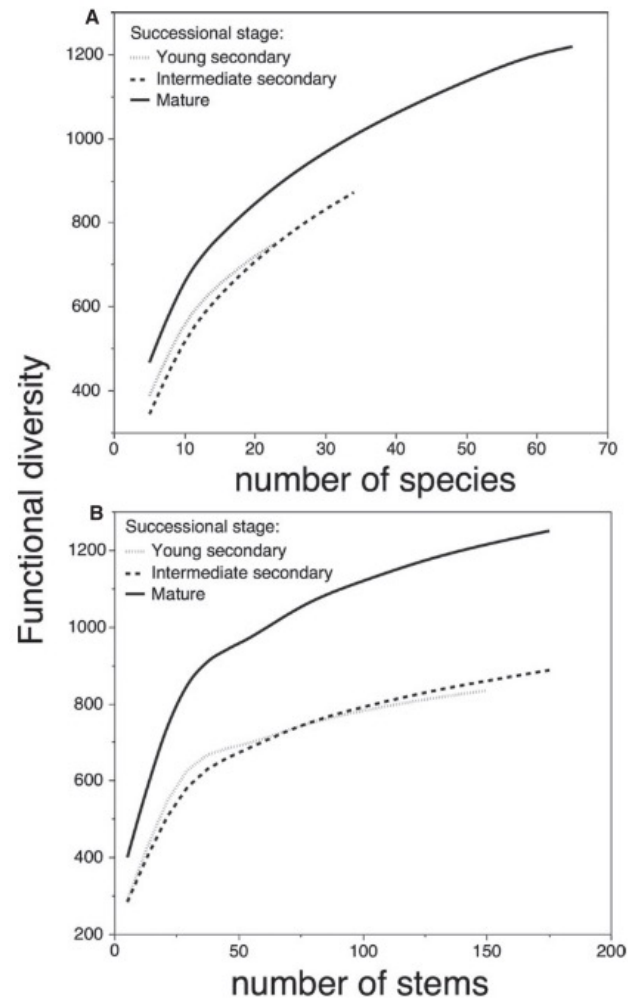 A
Successional stage:
Young secondary
Intermediate secondary
Mature
1200
1000
800
600
400
0 10 20 30 40 50 60 70
number of species
Functional diversity
B
Successional stage:
Young secondary
Intermediate secondary
Mature
1200
1000
800
600
400
200
0 50 100 150 200
number of stems